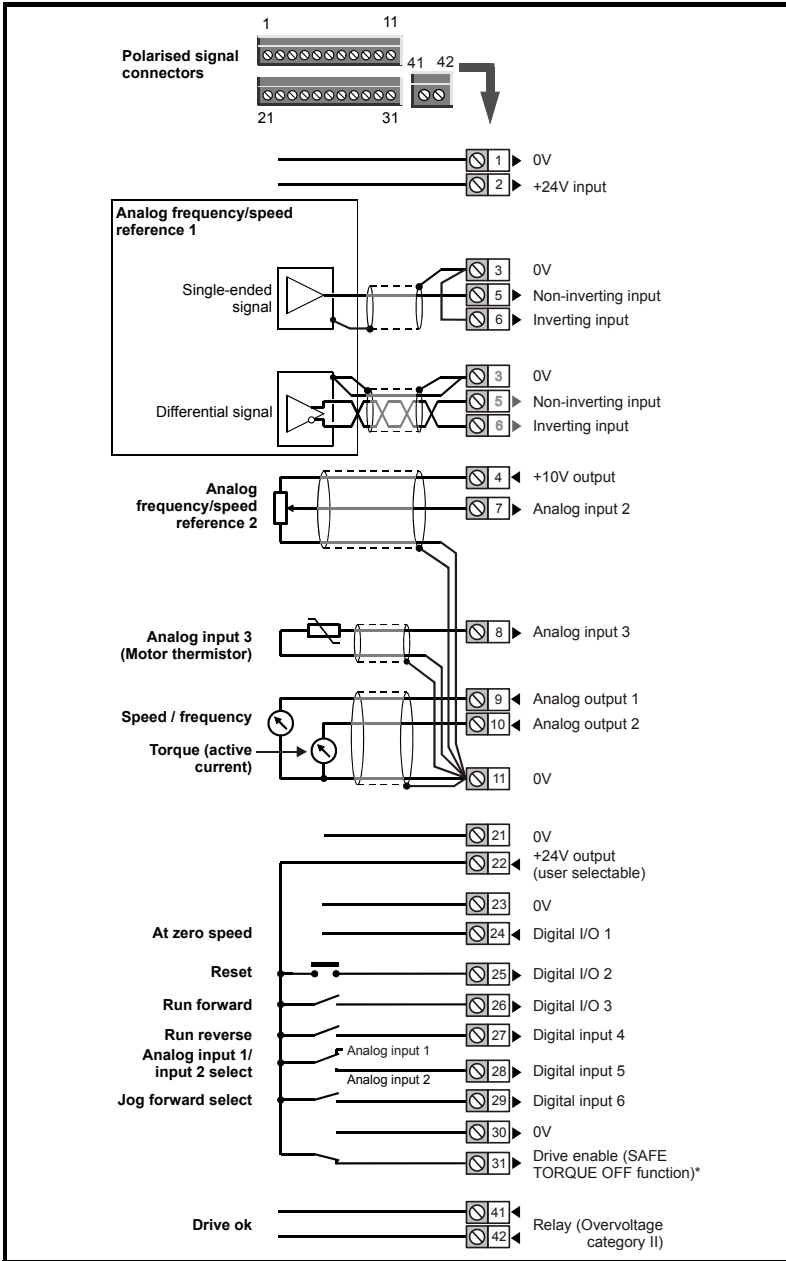 1 11
Polarised signal
connectors
41 42
21 31
1 0V
2 +24V input
Analog frequency/speed
reference 1
Single-ended
signal
3 0V
5 Non-inverting input
6 Inverting input
Differential signal
3 0V
5 Non-inverting input
6 Inverting input
Analog
frequency/speed
reference 2
4 +10V output
7 Analog input 2
Analog input 3
(Motor thermistor)
8 Analog input 3
Speed / frequency
9 Analog output 1
Torque (active
current)
10 Analog output 2
11 0V
21 0V
22 +24V output
(user selectable)
23 0V
At zero speed 24 Digital I/O 1
Reset 25 Digital I/O 2
Run forward 26 Digital I/O 3
Run reverse 27 Digital input 4
Analog input 1/
input 2 select
Analog input 1
Analog input 2
28 Digital input 5
Jog forward select 29 Digital input 6
30 0V
31 Drive enable (SAFE
TORQUE OFF function)*
Drive ok
41
42
Relay (Overvoltage
category II)